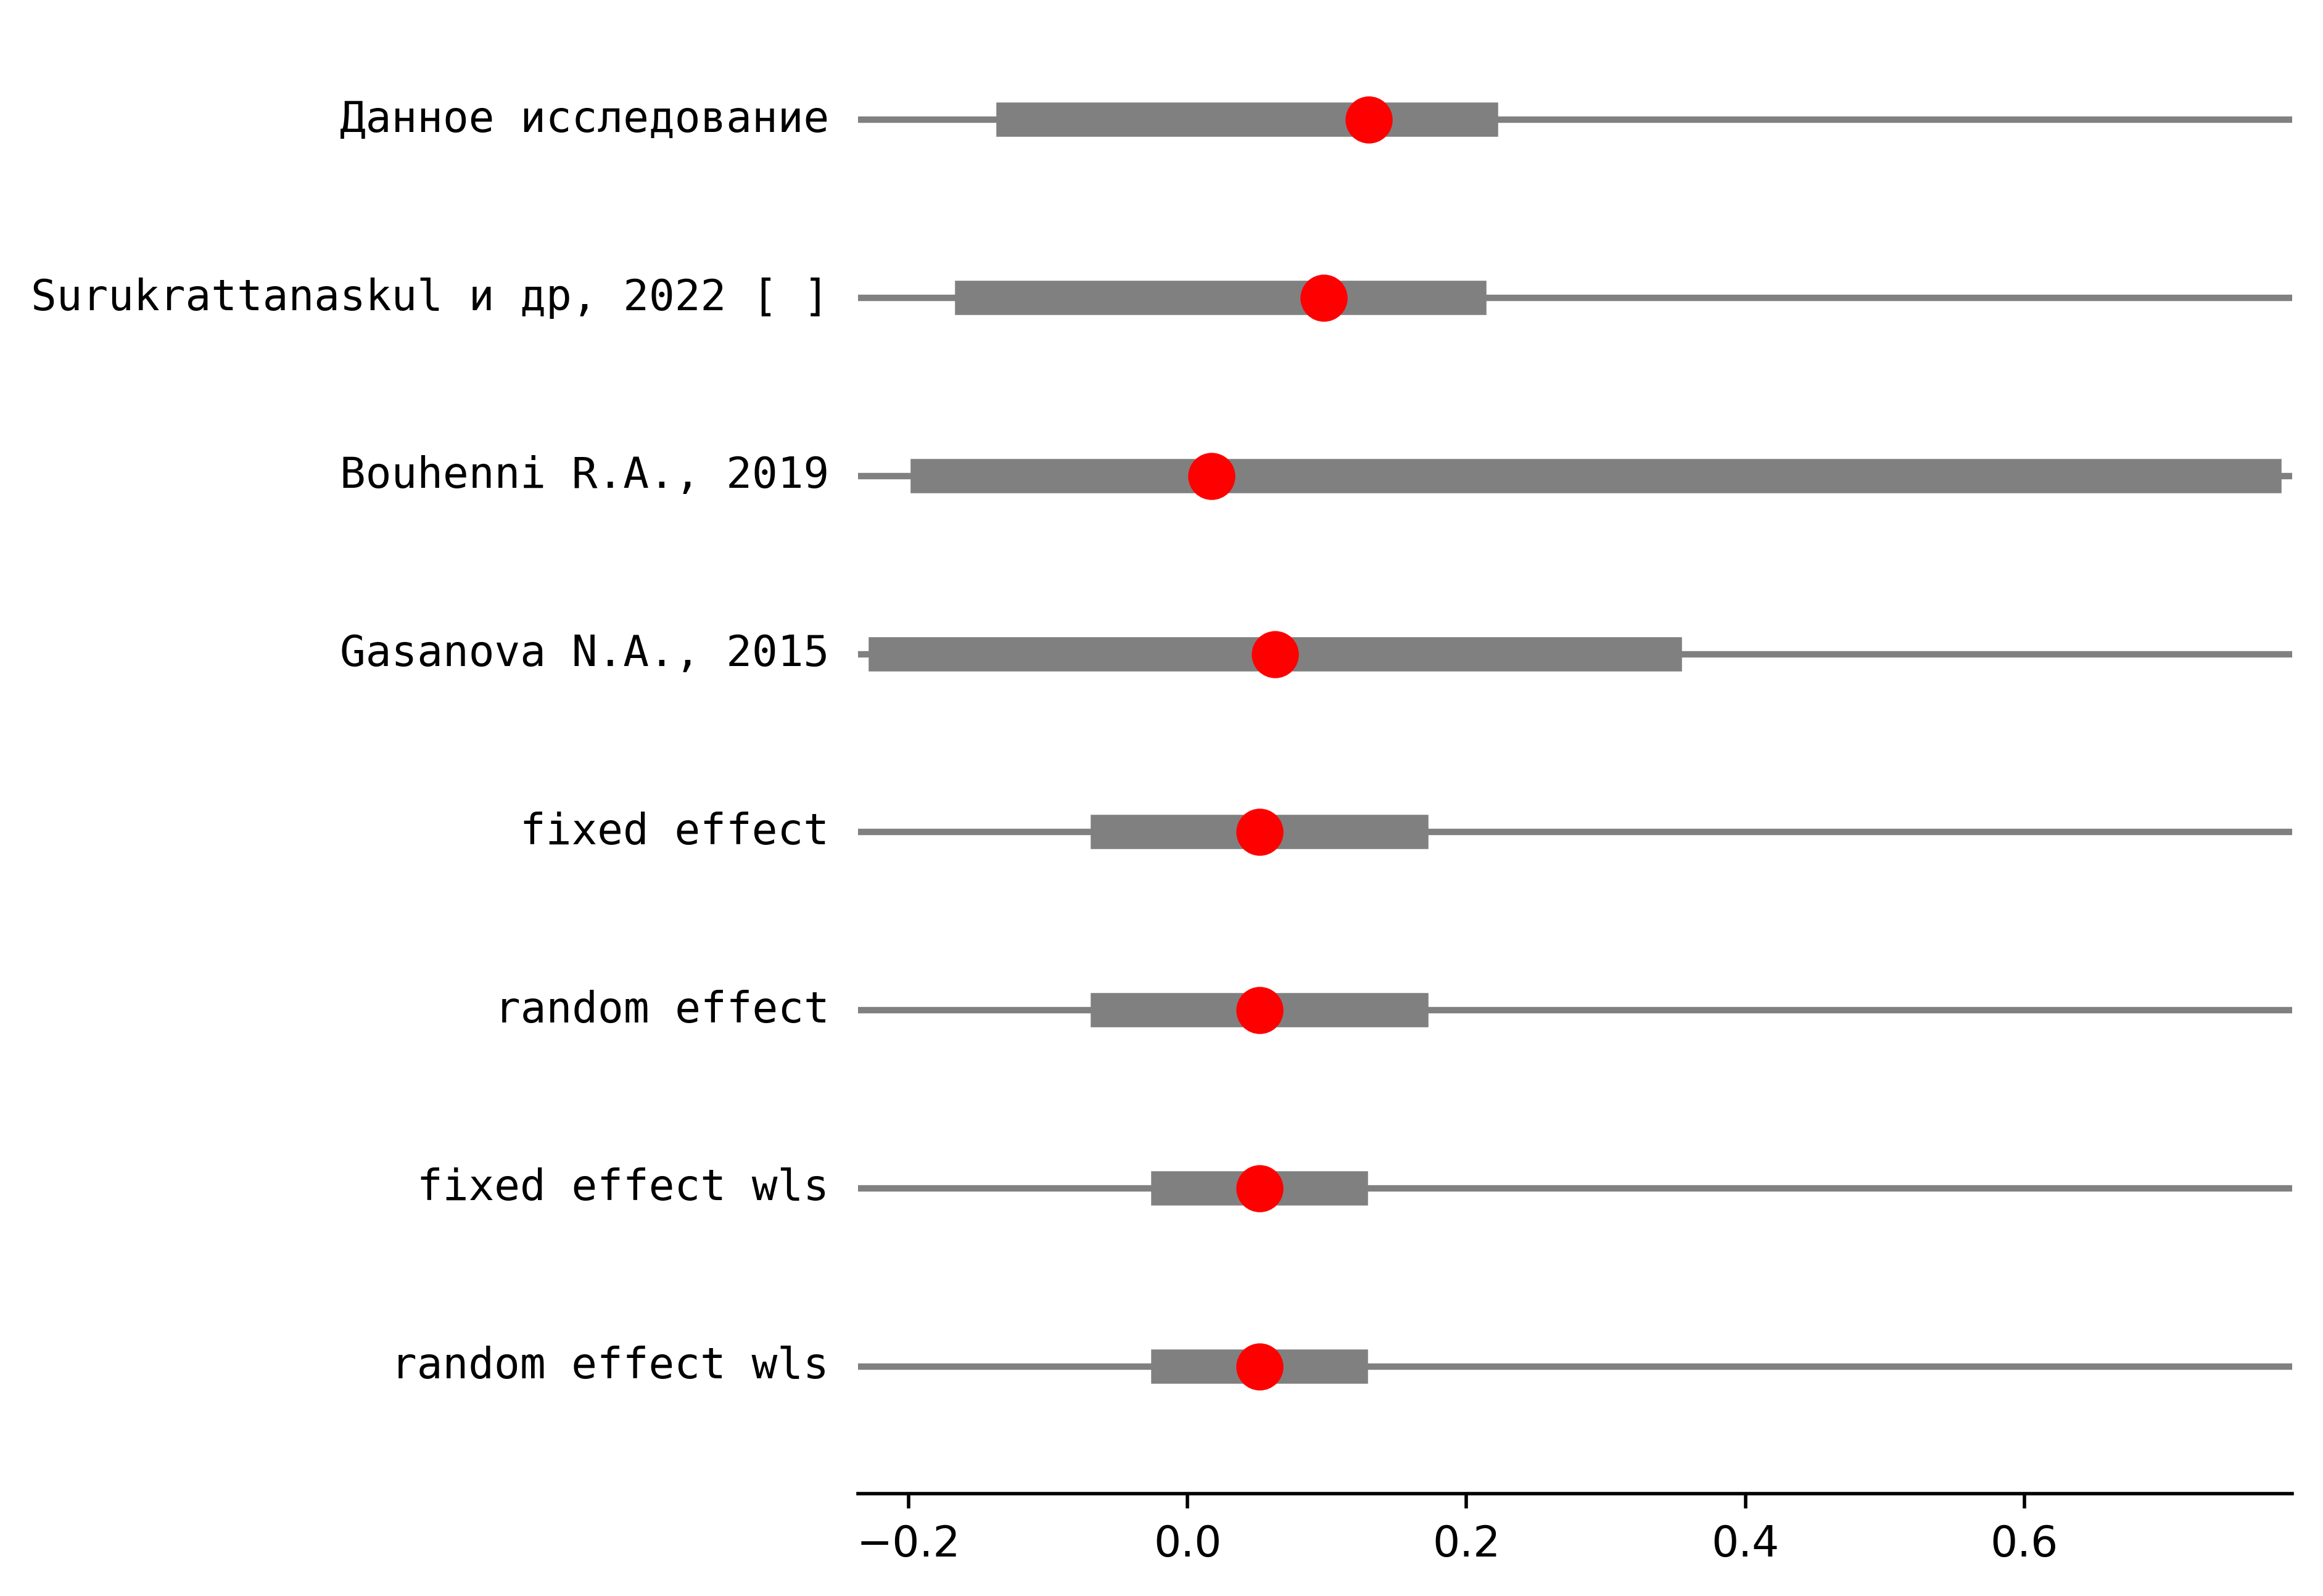 Данное исследование
Surukrattanaskul и др, 2022 [ ]
Bouhenni R.A., 2019
Gasanova N.A., 2015
fixed effect
random effect
fixed effect wls
random effect wls
−0.2 0.0 0.2 0.4 0.6